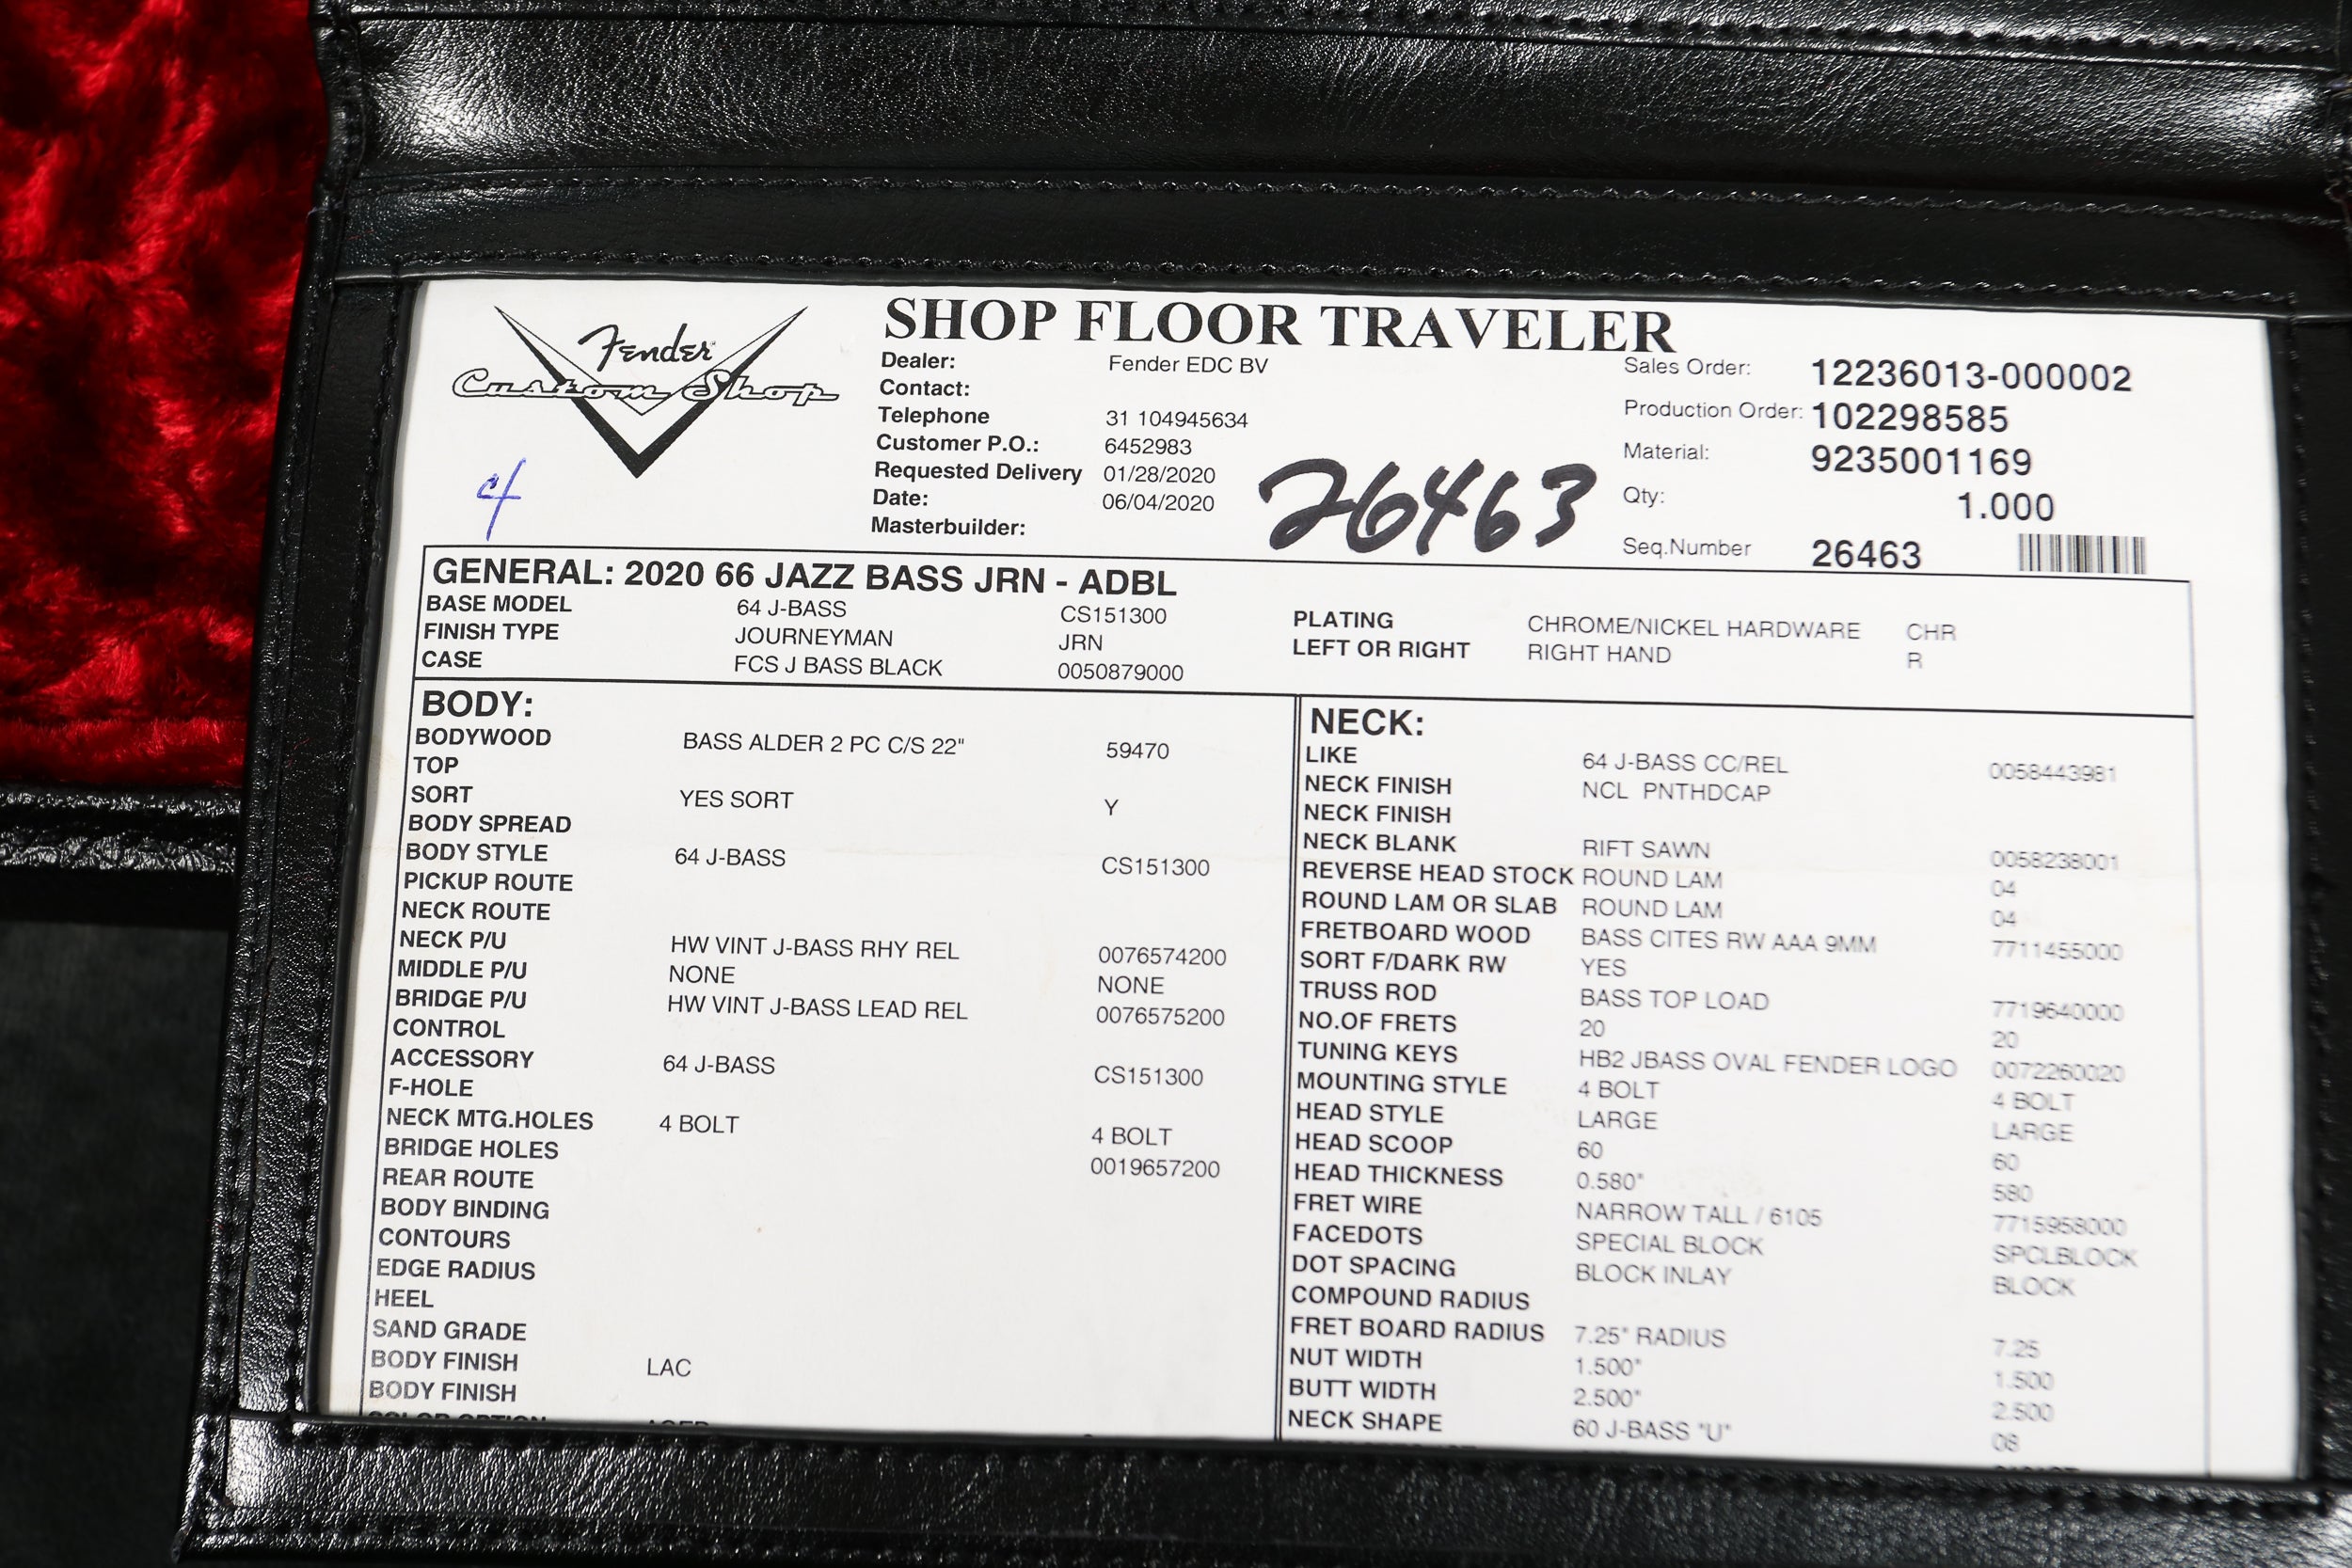 Fender
Custom Shop
cf
SHOP FLOOR TRAVELER
Dealer: Fender EDC BV
Contact:
Telephone 31 104945634
Customer P.O.: 6452983
Requested Delivery 01/28/2020
Date: 06/04/2020
Masterbuilder:
26463
Sales Order: 12236013-000002
Production Order: 102298585
Material: 9235001169
Qty: 1.000
Seq.Number 26463
GENERAL: 2020 66 JAZZ BASS JRN - ADBL
BASE MODEL 64 J-BASS CS151300
FINISH TYPE JOURNEYMAN JRN
CASE FCS J BASS BLACK 0050879000
PLATING CHROME/NICKEL HARDWARE CHR
LEFT OR RIGHT RIGHT HAND R
BODY:
BODYWOOD BASS ALDER 2 PC C/S 22" 59470
TOP
SORT YES SORT Y
BODY SPREAD
BODY STYLE 64 J-BASS CS151300
PICKUP ROUTE
NECK ROUTE
NECK P/U HW VINT J-BASS RHY REL 0076574200
MIDDLE P/U NONE NONE
BRIDGE P/U HW VINT J-BASS LEAD REL 0076575200
CONTROL
ACCESSORY 64 J-BASS CS151300
F-HOLE
NECK MTG.HOLES 4 BOLT 4 BOLT
BRIDGE HOLES 0019657200
REAR ROUTE
BODY BINDING
CONTOURS
EDGE RADIUS
HEEL
SAND GRADE
BODY FINISH LAC
BODY FINISH
NECK:
LIKE 64 J-BASS CC/REL 0058443981
NECK FINISH NCL PNTHDCAP
NECK FINISH
NECK BLANK RIFT SAWN 0058238001
REVERSE HEAD STOCK ROUND LAM 04
ROUND LAM OR SLAB ROUND LAM 04
FRETBOARD WOOD BASS CITES RW AAA 9MM 7711455000
SORT F/DARK RW YES
TRUSS ROD BASS TOP LOAD 7719640000
NO.OF FRETS 20 20
TUNING KEYS HB2 JBASS OVAL FENDER LOGO 0072260020
MOUNTING STYLE 4 BOLT 4 BOLT
HEAD STYLE LARGE LARGE
HEAD SCOOP 60 60
HEAD THICKNESS 0.580" 580
FRET WIRE NARROW TALL / 6105 7715958000
FACEDOTS SPECIAL BLOCK SPCLBLOCK
DOT SPACING BLOCK INLAY BLOCK
COMPOUND RADIUS
FRET BOARD RADIUS 7.25" RADIUS 7.25
NUT WIDTH 1.500" 1.500
BUTT WIDTH 2.500" 2.500
NECK SHAPE 60 J-BASS "U" 08